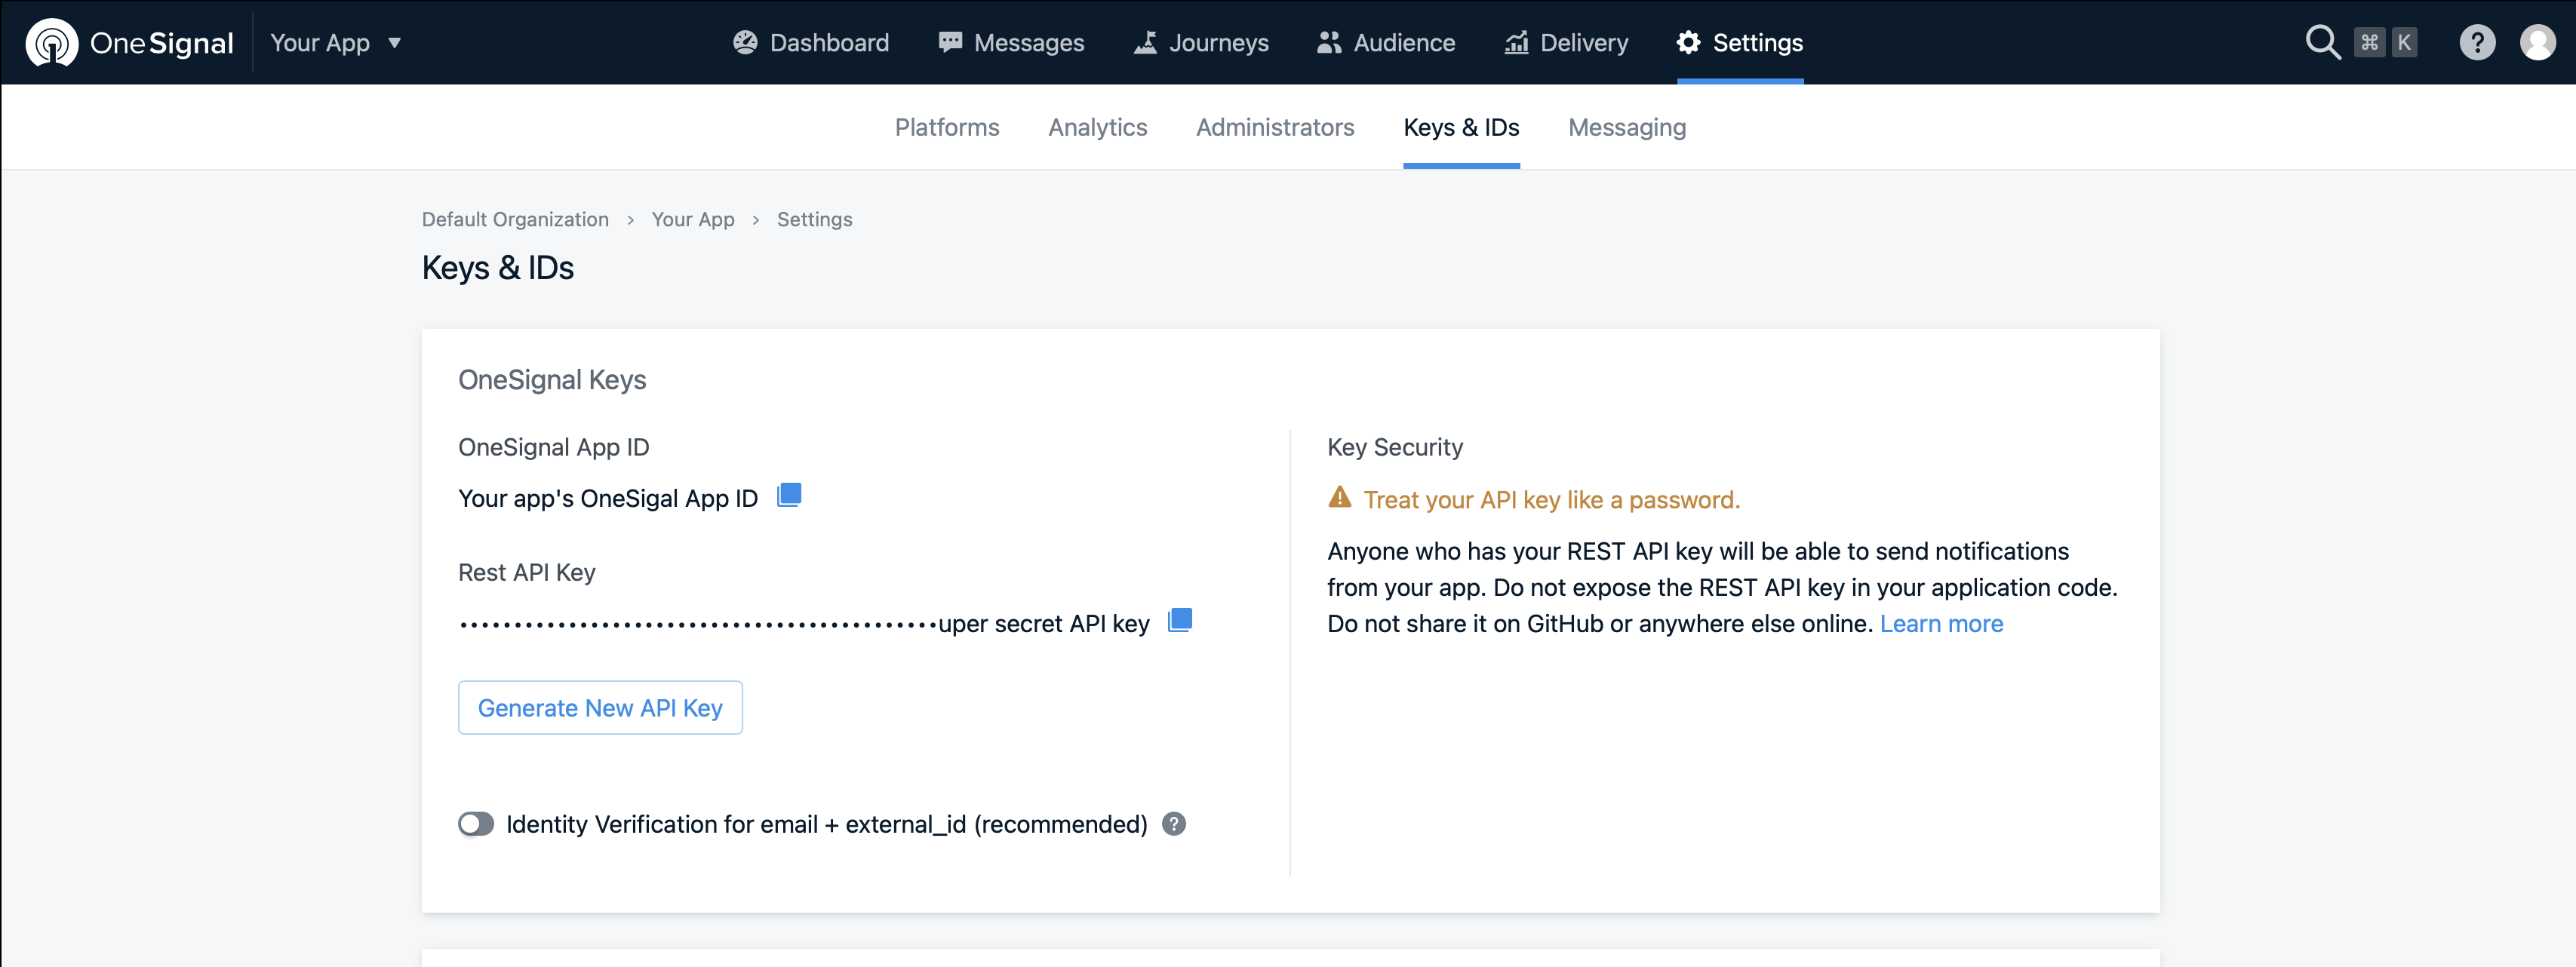 OneSignal Your App Dashboard Messages Journeys Audience Delivery Settings ⌘ K ?
Platforms Analytics Administrators Keys & IDs Messaging
Default Organization > Your App > Settings
Keys & IDs
OneSignal Keys
OneSignal App ID
Your app's OneSigal App ID
Rest API Key
••••••••••••••••••••••••••••••••••••••••••••uper secret API key
Generate New API Key
Identity Verification for email + external_id (recommended) ?
Key Security
Treat your API key like a password.
Anyone who has your REST API key will be able to send notifications
from your app. Do not expose the REST API key in your application code.
Do not share it on GitHub or anywhere else online. Learn more